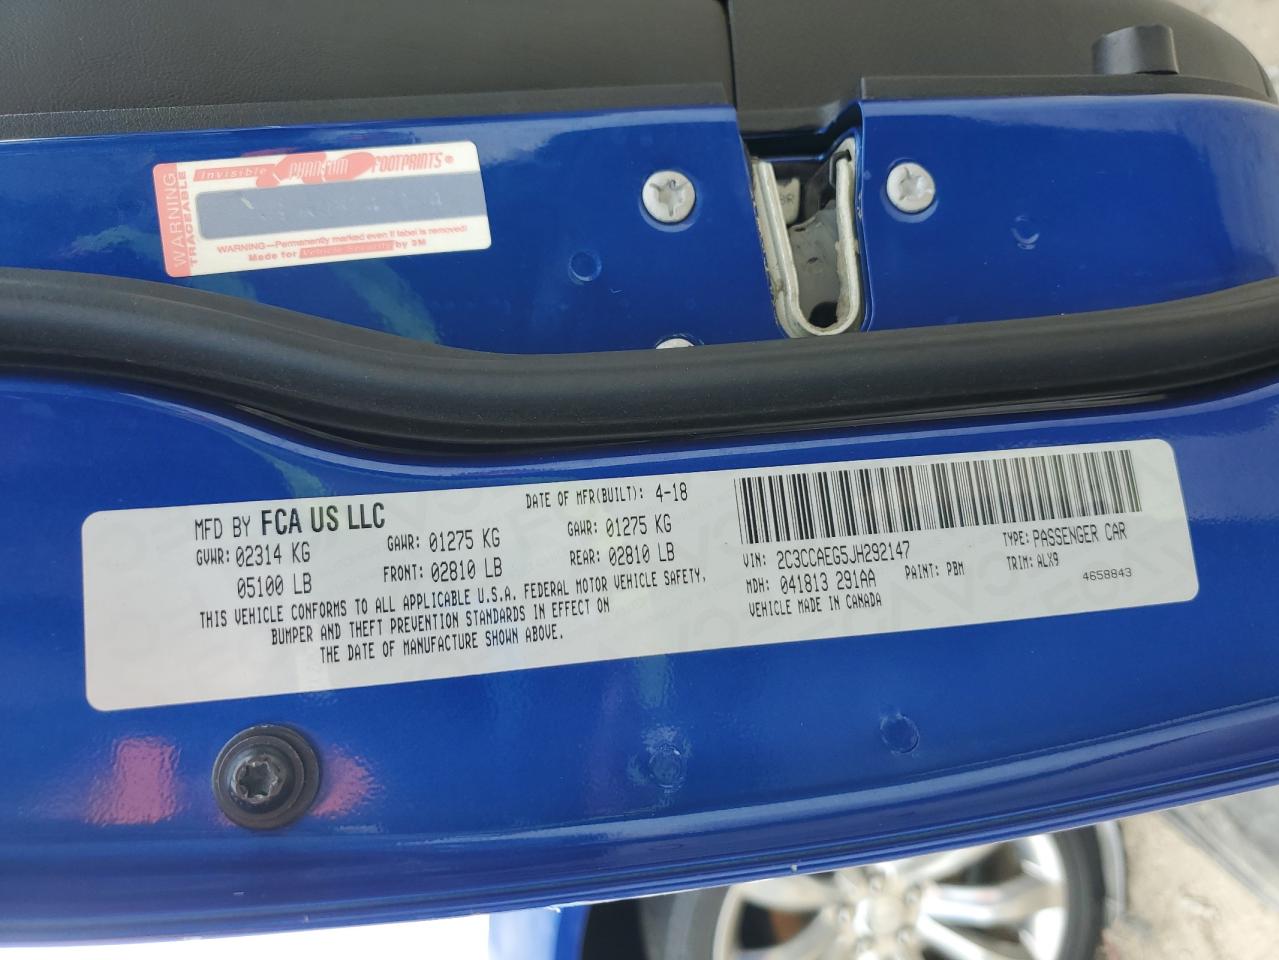 WARNING!
TRACEABLE
Invisible PHANTOM FOOTPRINTS®
WARNING—Permanently marked even if label is removed!
Made for Vehicle Security by 3M
MFD BY FCA US LLC
DATE OF MFR(BUILT): 4-18
GVWR: 02314 KG
GAWR: 01275 KG
GAWR: 01275 KG
05100 LB
FRONT: 02810 LB
REAR: 02810 LB
THIS VEHICLE CONFORMS TO ALL APPLICABLE U.S.A. FEDERAL MOTOR VEHICLE SAFETY,
BUMPER AND THEFT PREVENTION STANDARDS IN EFFECT ON
THE DATE OF MANUFACTURE SHOWN ABOVE.
VIN: 2C3CCAEG5JH292147
TYPE: PASSENGER CAR
MDH: 041813 291AA
PAINT: PBM
TRIM: ALX9
VEHICLE MADE IN CANADA
4658843